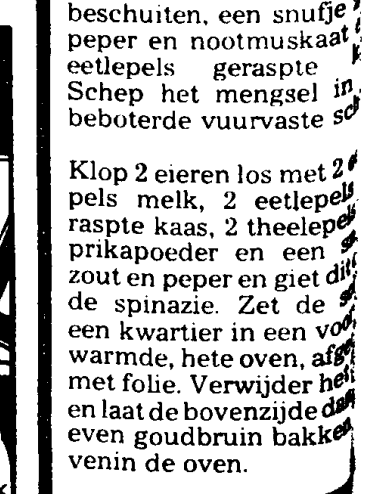 beschuiten, een snufje
peper en nootmuskaat
eetlepels geraspte
Schep het mengsel in
beboterde vuurvaste
Klop 2 eieren los met 2
pels melk, 2 eetlepels
raspte kaas, 2 theelepe
prikapoeder en een
zout en peper en giet dit
de spinazie. Zet de
een kwartier in een voor
warmde, hete oven, afge
met folie. Verwijder het
en laat de bovenzijde dan
even goudbruin bakken
venin de oven.